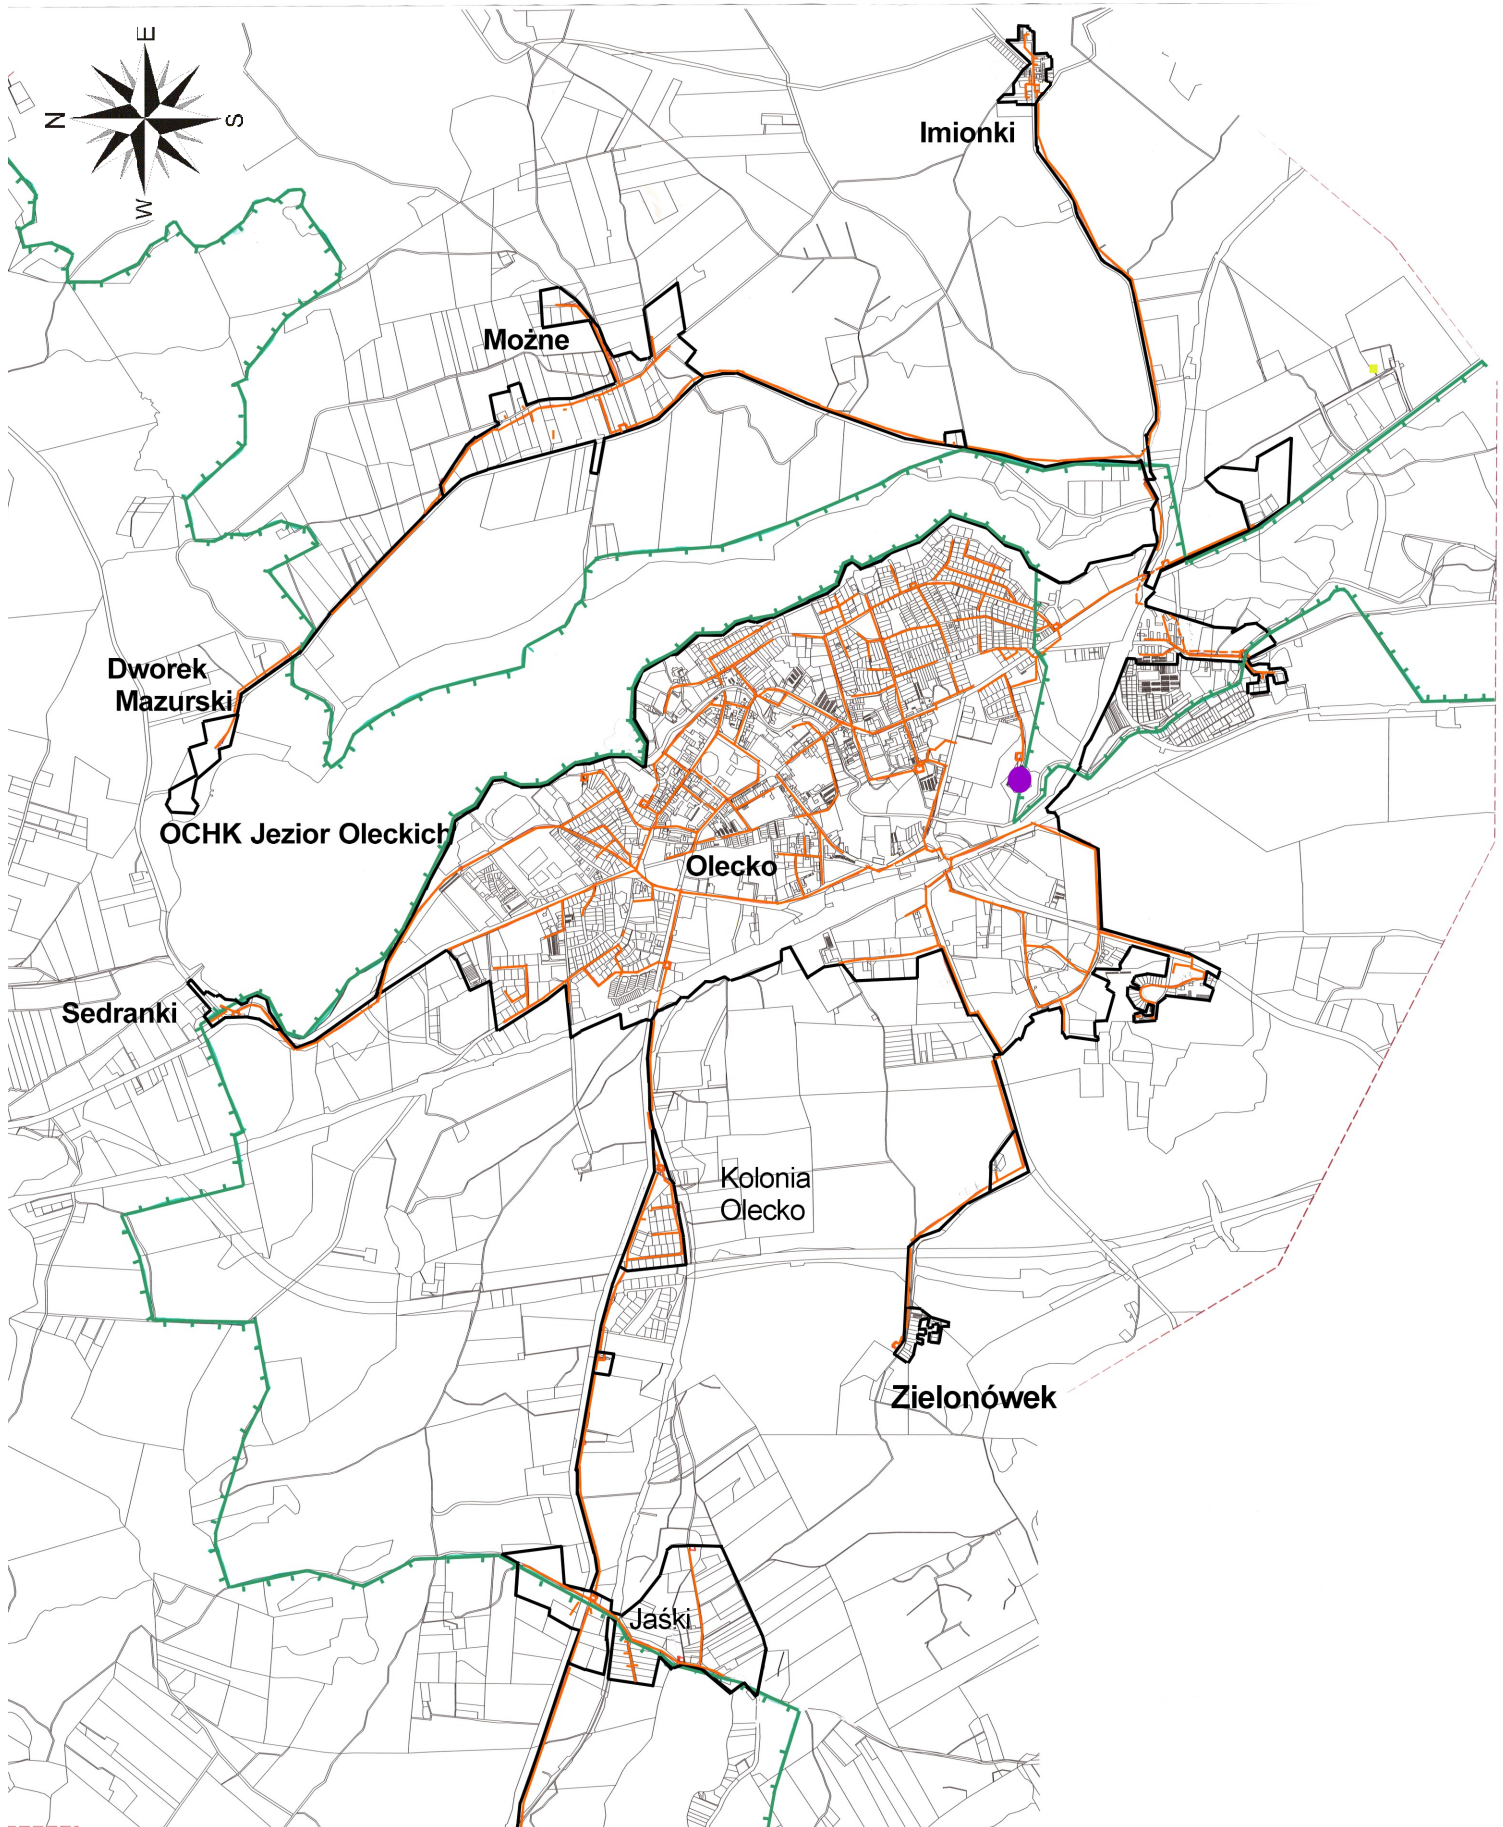 E
N
S
W
Imionki
Możne
Dworek
Mazurski
OCHK Jezior Oleckich
Olecko
Sedranki
Kolonia
Olecko
Zielonówek
Jaśki